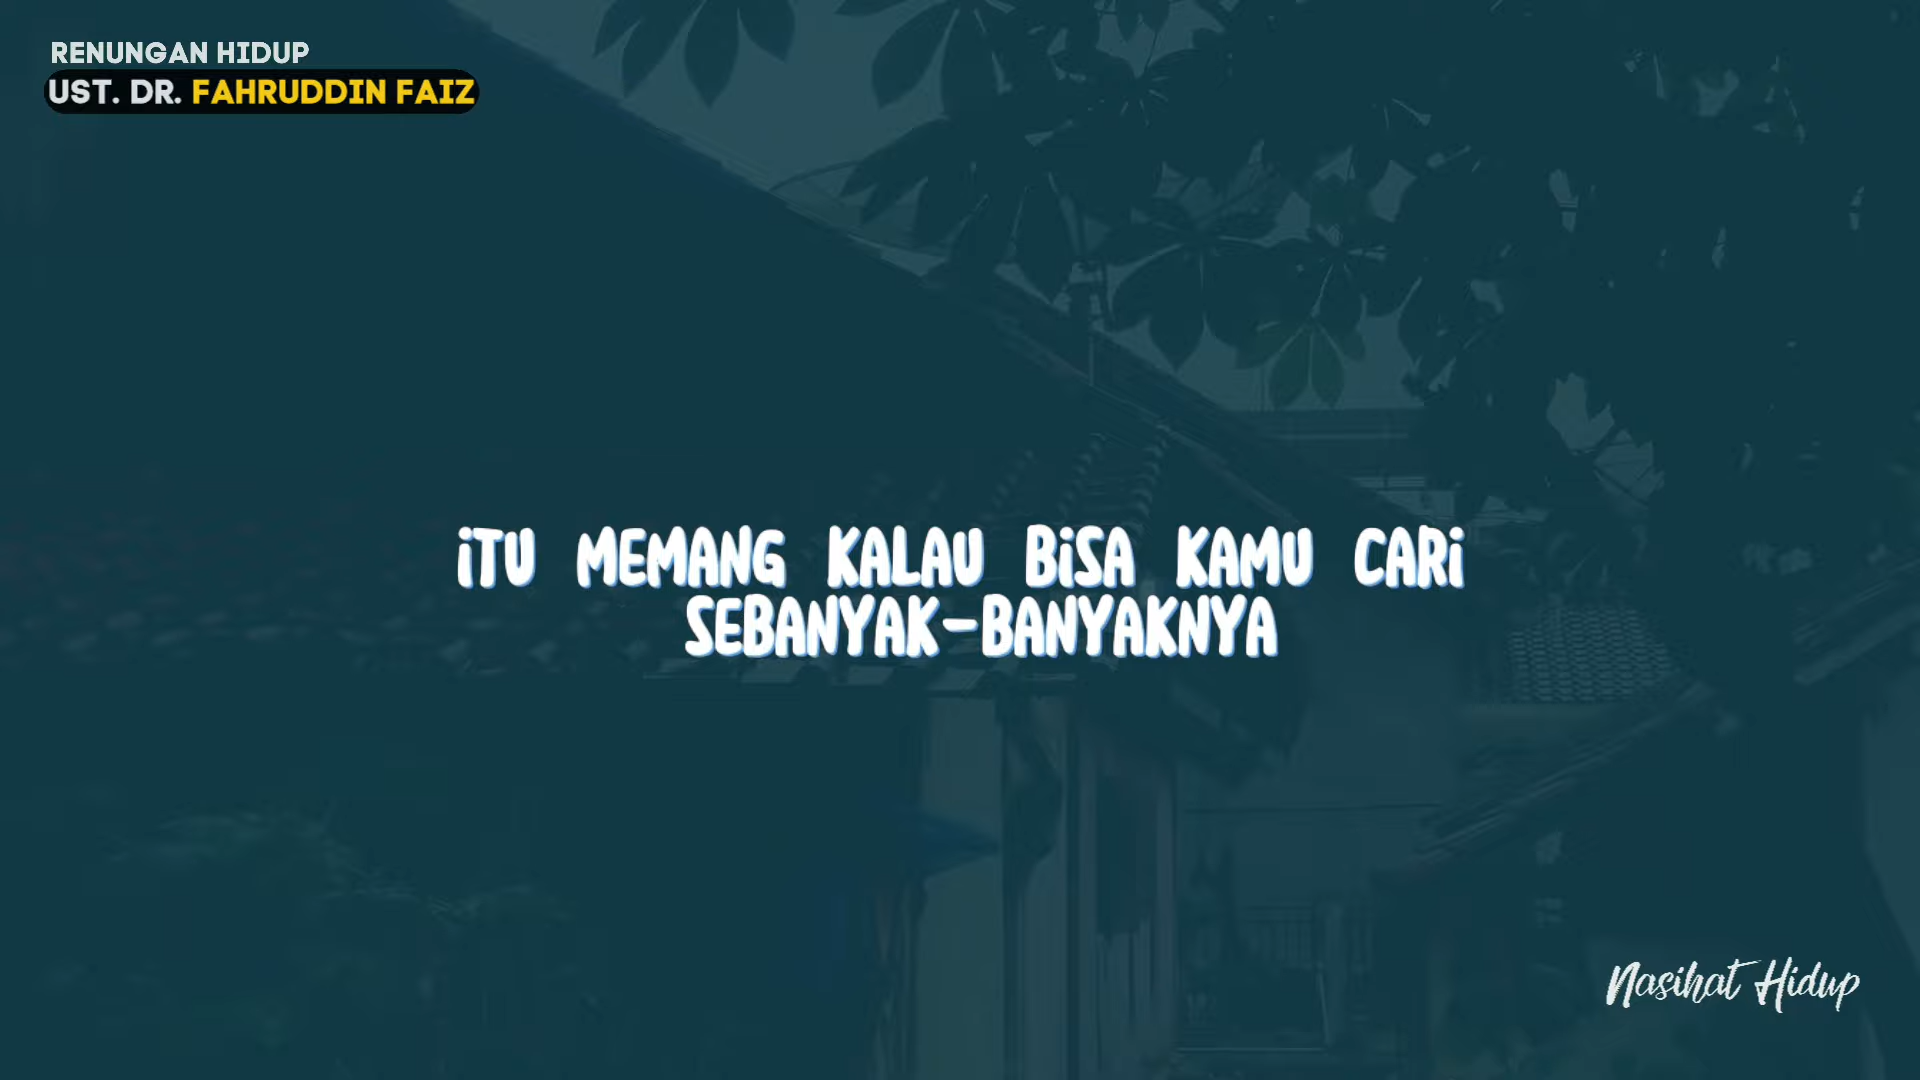 RENUNGAN HIDUP
UST. DR. FAHRUDDIN FAIZ
iTU MEMANG KALAU BiSA KAMU CARi
SEBANYAK-BANYAKNYA
Nasihat Hidup